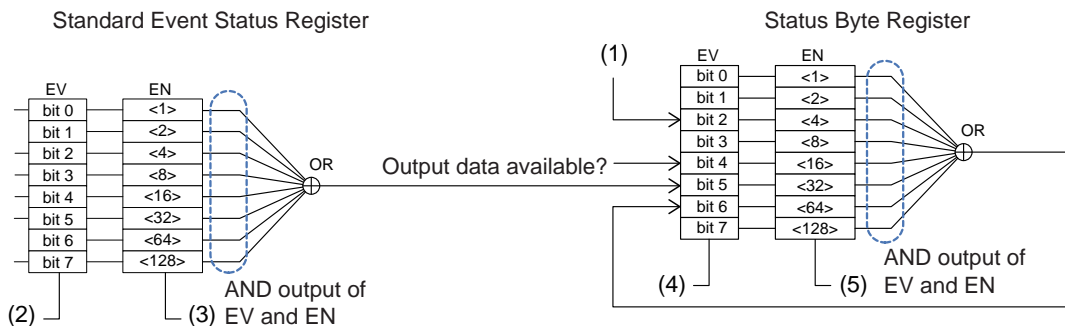 Standard Event Status Register
Status Byte Register
(1)
EV EN
bit 0 <1>
bit 1 <2>
bit 2 <4>
bit 3 <8>
bit 4 <16>
bit 5 <32>
bit 6 <64>
bit 7 <128>
OR
(2) (3) AND output of
EV and EN
Output data available?
EV EN
bit 0 <1>
bit 1 <2>
bit 2 <4>
bit 3 <8>
bit 4 <16>
bit 5 <32>
bit 6 <64>
bit 7 <128>
OR
(4) (5) AND output of
EV and EN